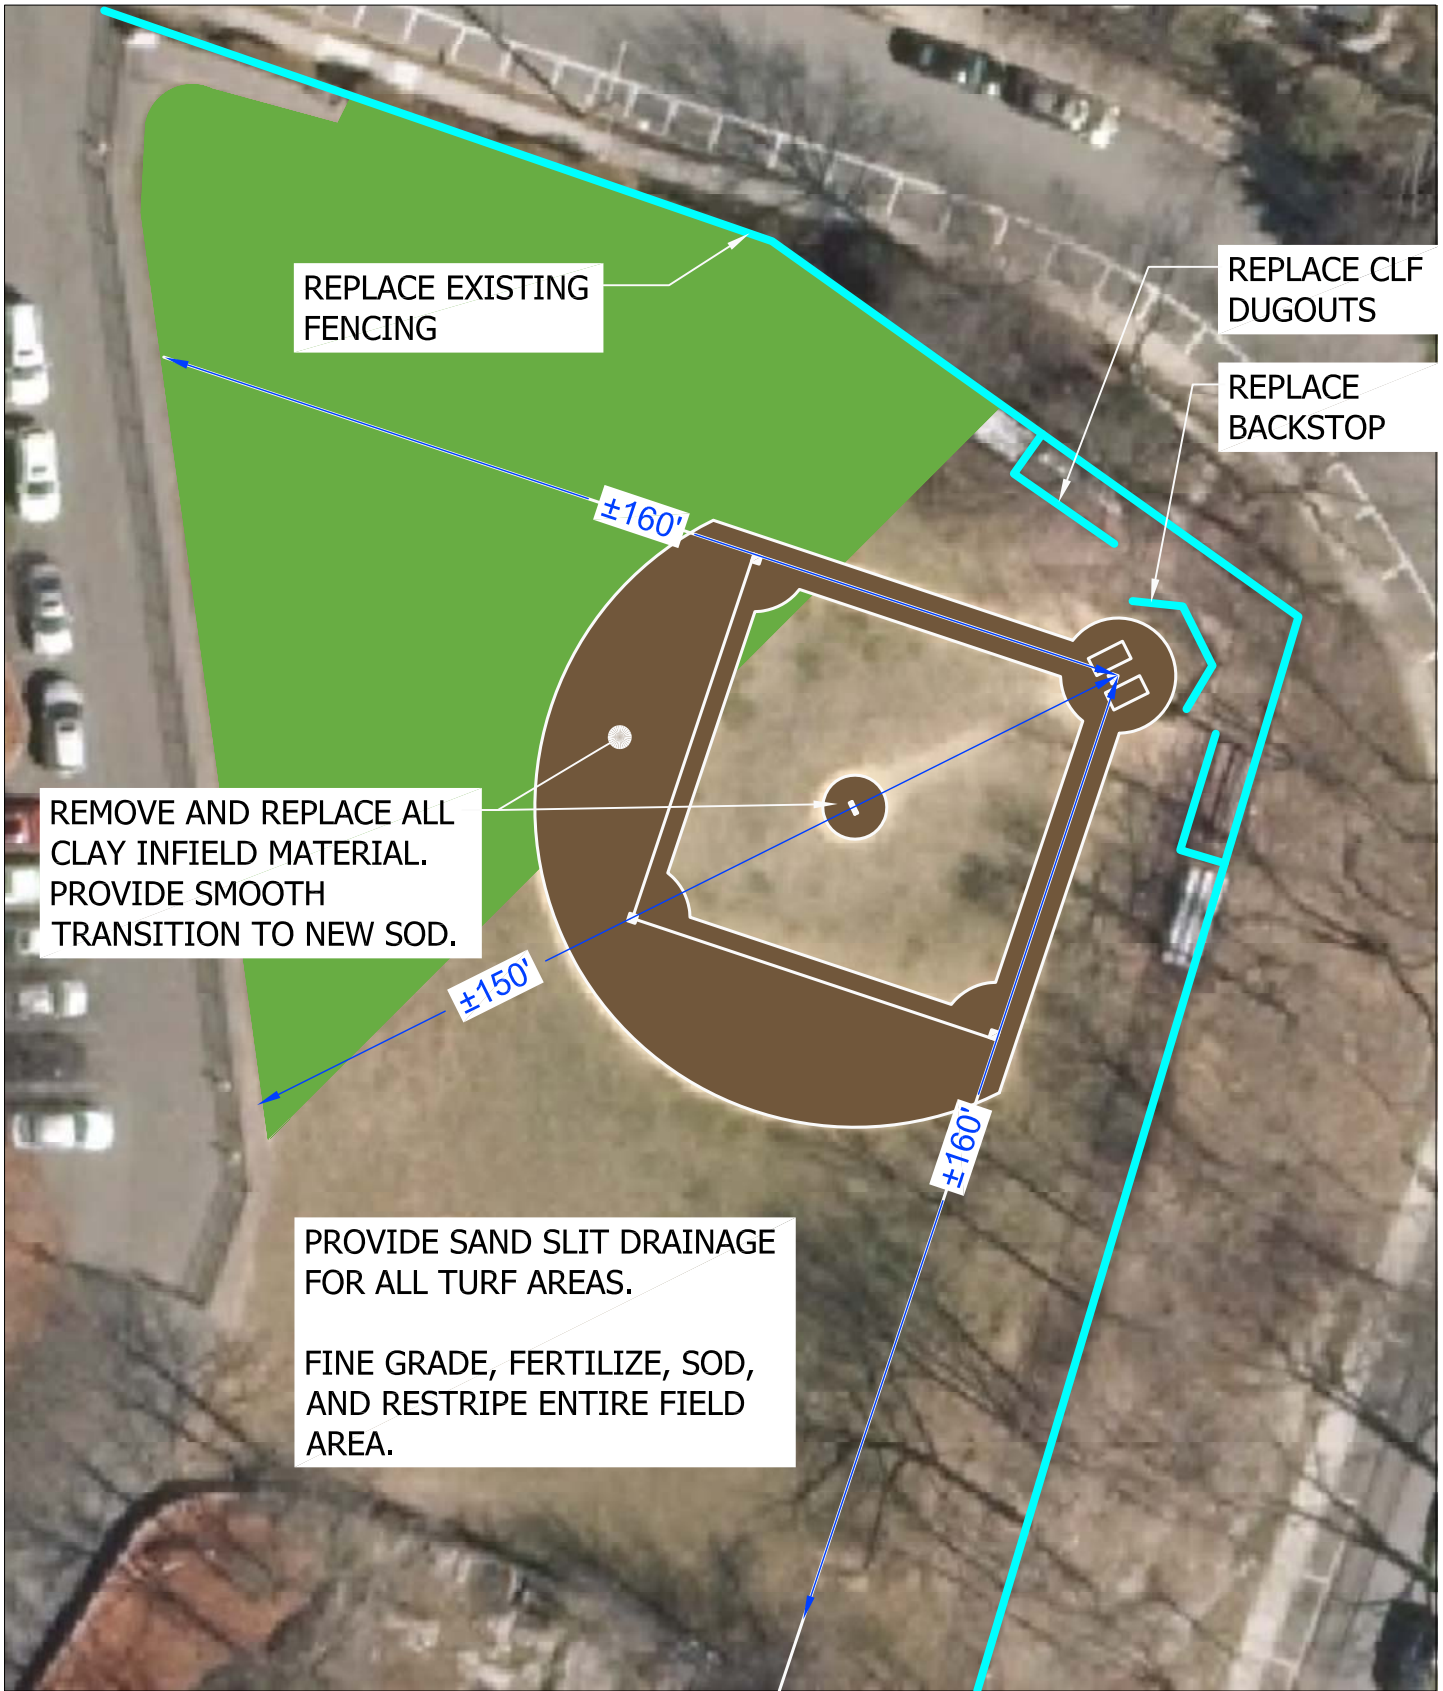 REPLACE EXISTING
FENCING
REPLACE CLF
DUGOUTS
REPLACE
BACKSTOP
±160'
REMOVE AND REPLACE ALL
CLAY INFIELD MATERIAL.
PROVIDE SMOOTH
TRANSITION TO NEW SOD.
±150'
±160'
PROVIDE SAND SLIT DRAINAGE
FOR ALL TURF AREAS.
FINE GRADE, FERTILIZE, SOD,
AND RESTRIPE ENTIRE FIELD
AREA.